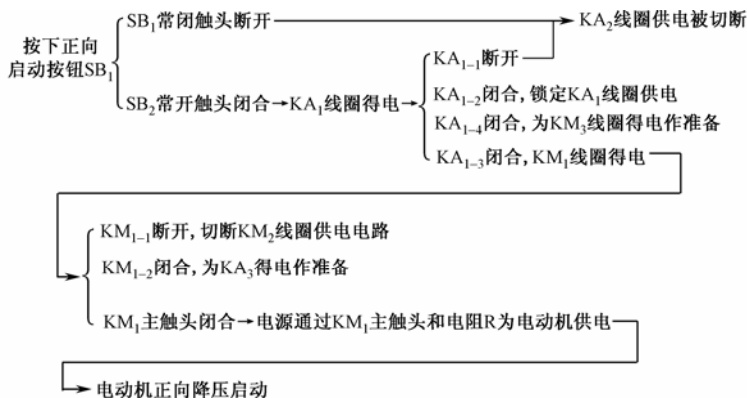 SB₁常闭触头断开 → KA₂线圈供电被切断
按下正向
启动按钮SB₁
KA₁₋₁断开
KA₁₋₂闭合, 锁定KA₁线圈供电
SB₂常开触头闭合→KA₁线圈得电→
KA₁₋₄闭合, 为KM₃线圈得电作准备
KA₁₋₃闭合, KM₁线圈得电
KM₁₋₁断开, 切断KM₂线圈供电电路
KM₁₋₂闭合, 为KA₃得电作准备
KM₁主触头闭合→电源通过KM₁主触头和电阻R为电动机供电
→电动机正向降压启动